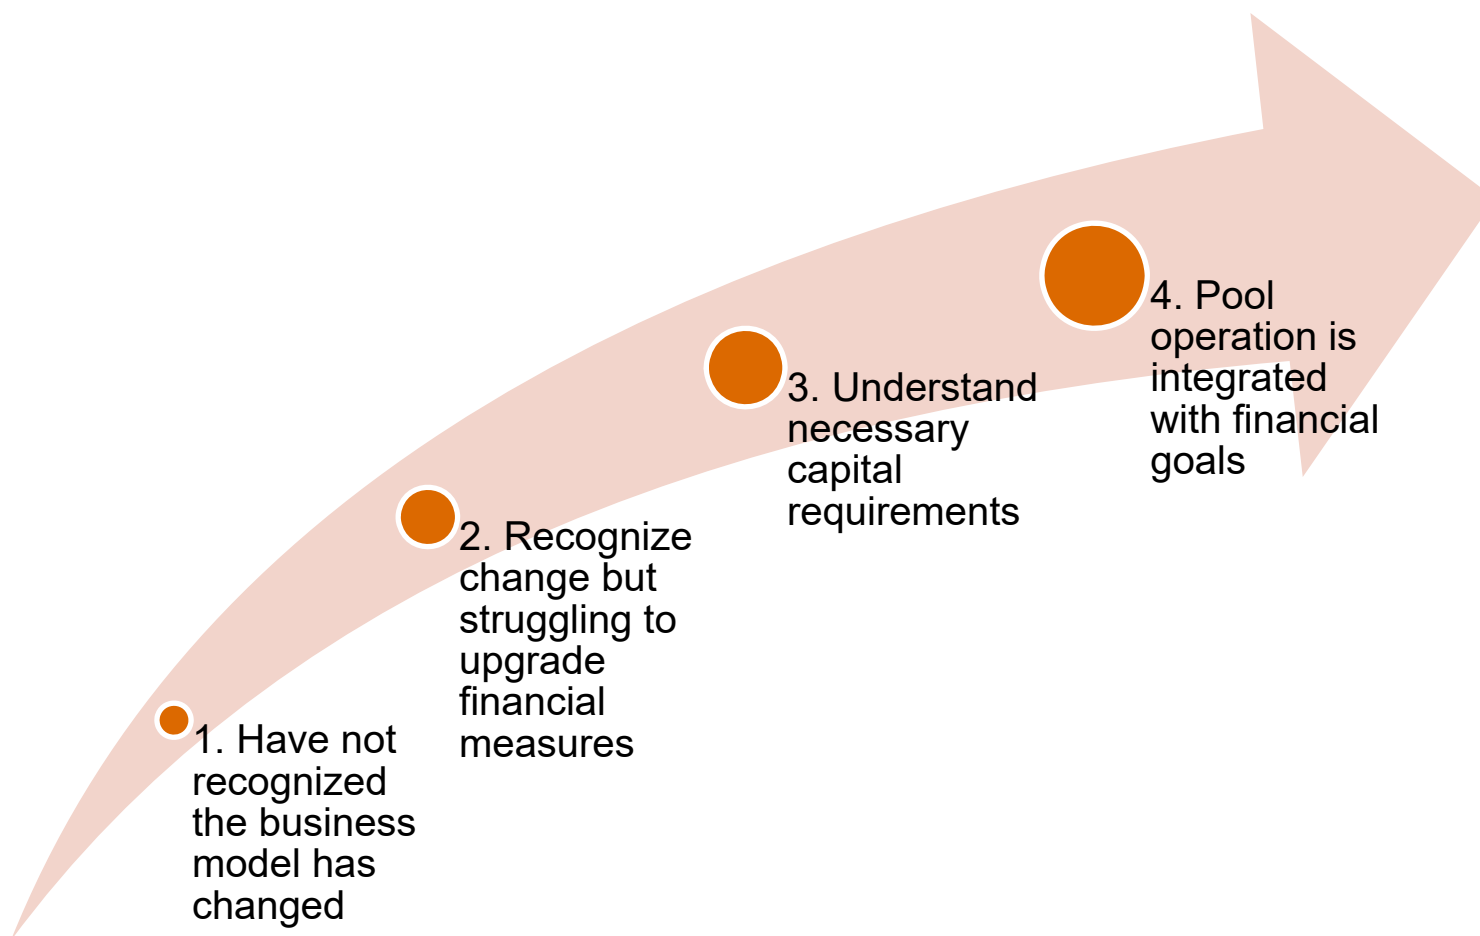 1. Have not
recognized
the business
model has
changed
2. Recognize
change but
struggling to
upgrade
financial
measures
3. Understand
necessary
capital
requirements
4. Pool
operation is
integrated
with financial
goals